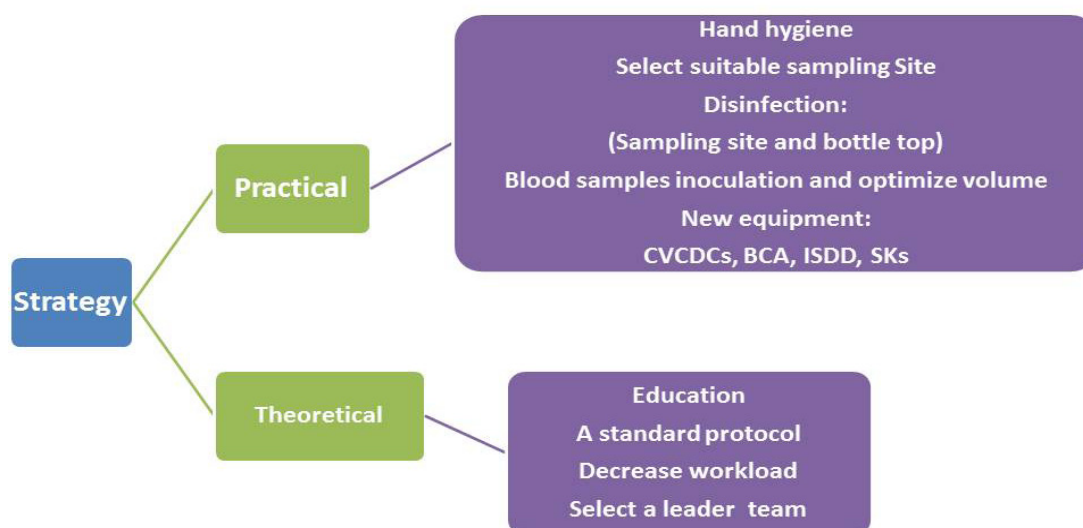 Strategy
Practical
Hand hygiene
Select suitable sampling Site
Disinfection:
(Sampling site and bottle top)
Blood samples inoculation and optimize volume
New equipment:
CVCDCs, BCA, ISDD, SKs
Theoretical
Education
A standard protocol
Decrease workload
Select a leader team